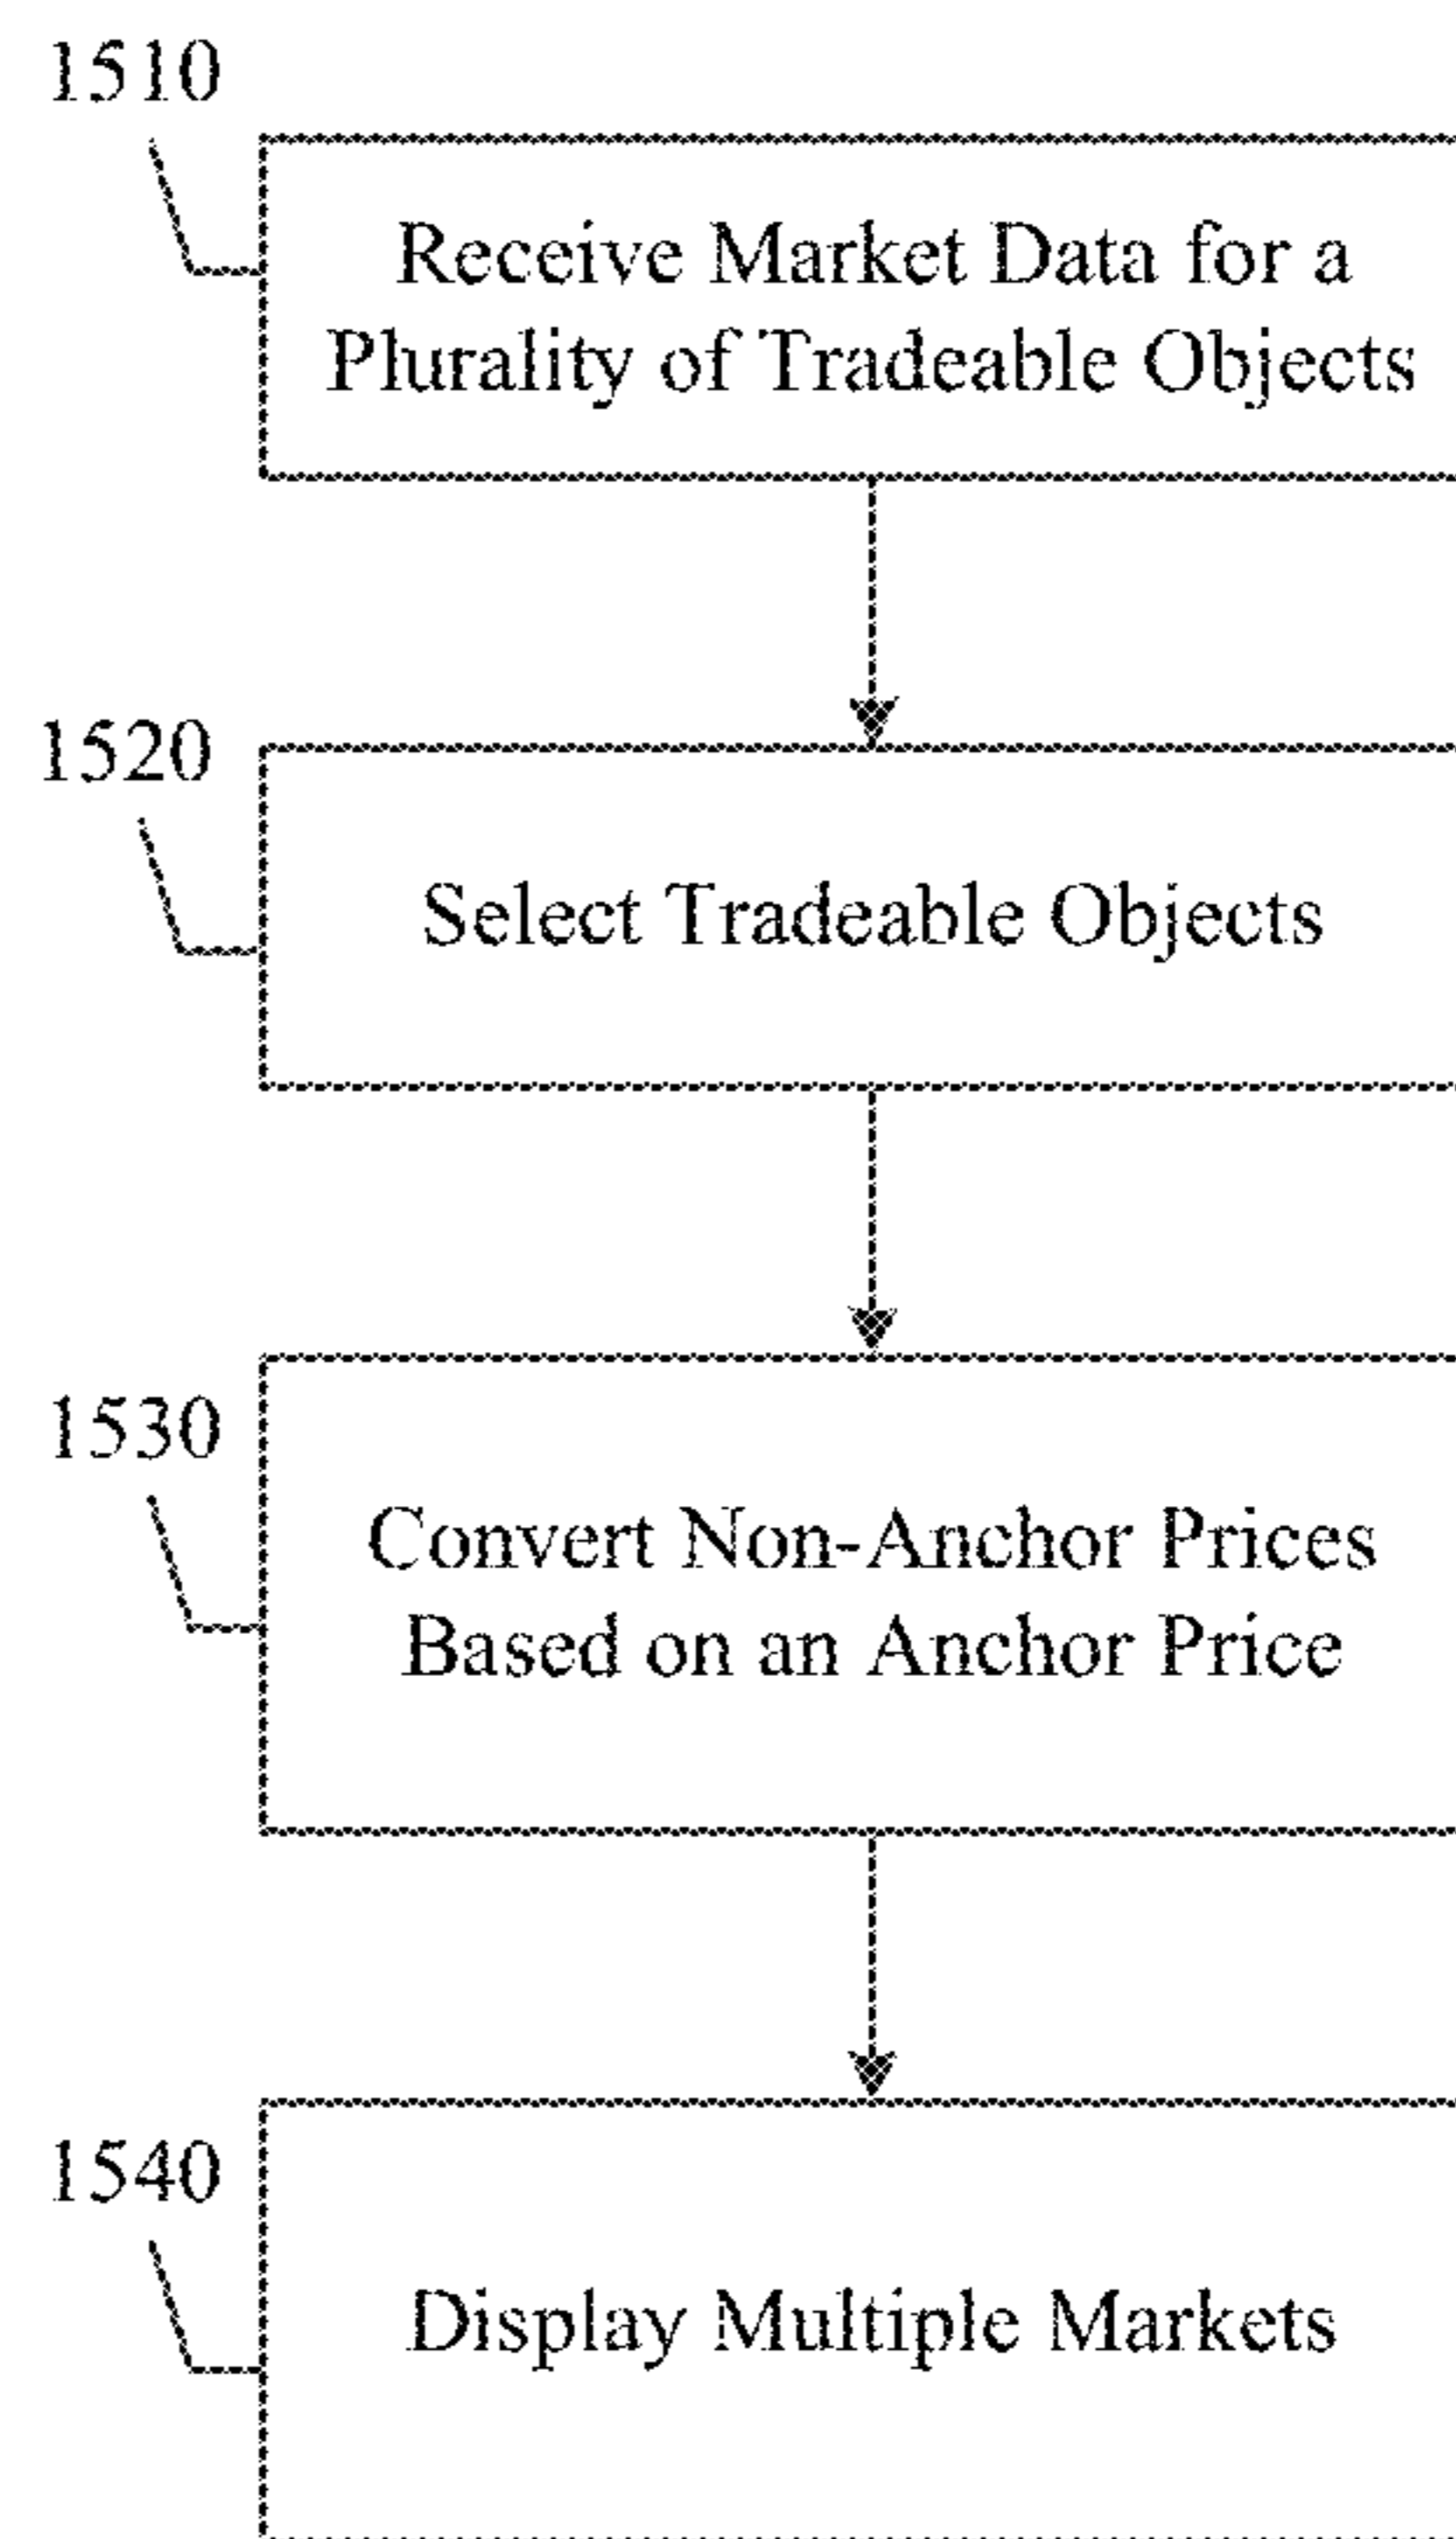 1510
Receive Market Data for a
Plurality of Tradeable Objects
1520
Select Tradeable Objects
1530
Convert Non-Anchor Prices
Based on an Anchor Price
1540
Display Multiple Markets